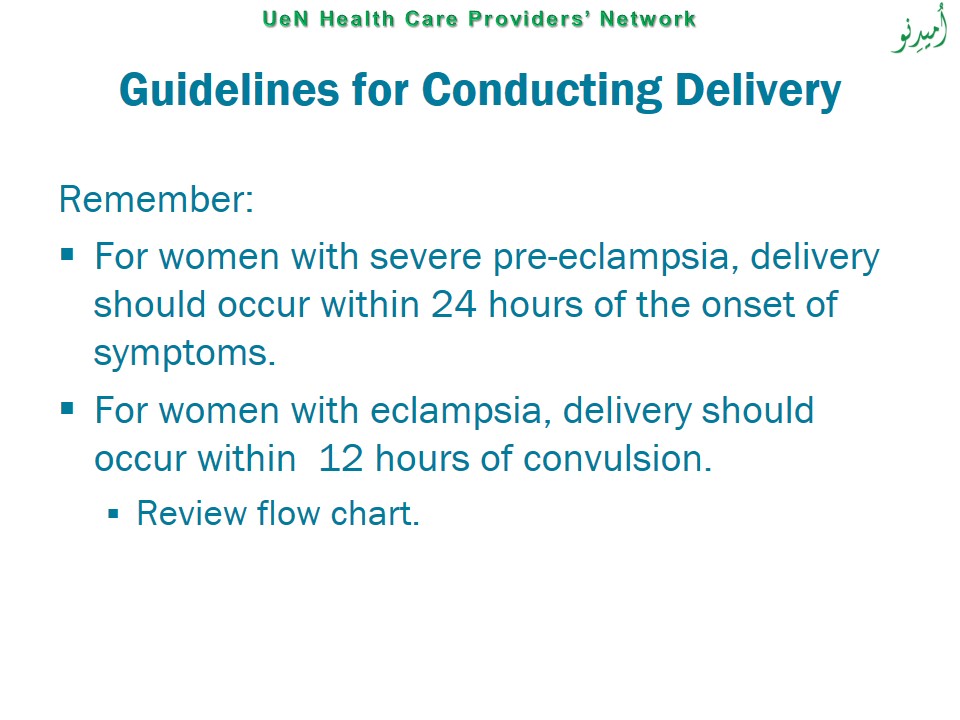 UeN Health Care Providers’ Network
اُمیدِنو
Guidelines for Conducting Delivery
Remember:
▪ For women with severe pre-eclampsia, delivery
should occur within 24 hours of the onset of
symptoms.
▪ For women with eclampsia, delivery should
occur within  12 hours of convulsion.
▪ Review flow chart.